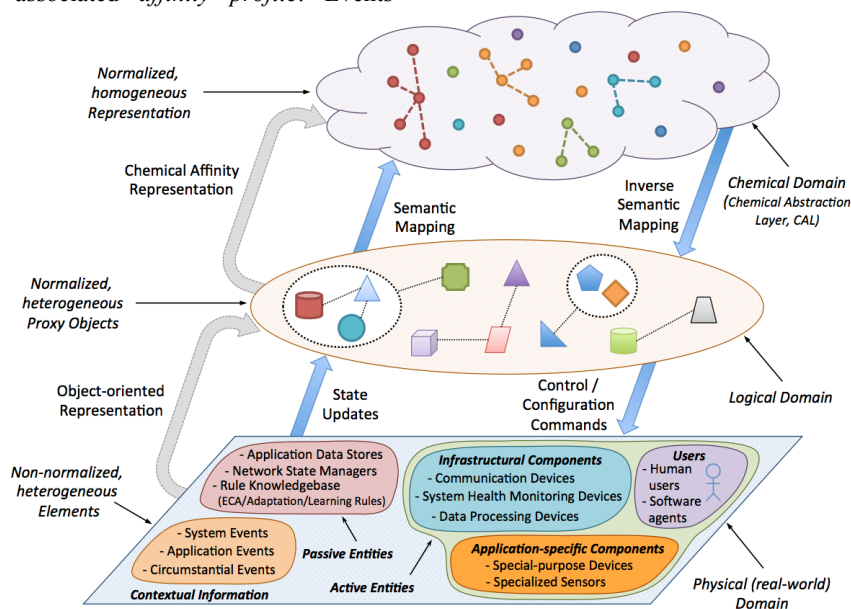 associated affinity profile. Events
Normalized,
homogeneous
Representation
Chemical Affinity
Representation
Semantic
Mapping
Inverse
Semantic
Mapping
Chemical Domain
(Chemical Abstraction
Layer, CAL)
Normalized,
heterogeneous
Proxy Objects
Object-oriented
Representation
State
Updates
Control /
Configuration
Commands
Logical Domain
Non-normalized,
heterogeneous
Elements
- Application Data Stores
- Network State Managers
- Rule Knowledgebase
(ECA/Adaptation/Learning Rules)
Infrastructural Components
- Communication Devices
- System Health Monitoring Devices
- Data Processing Devices
Users
- Human
users
- Software
agents
- System Events
- Application Events
- Circumstantial Events
Passive Entities
Active Entities
Application-specific Components
- Special-purpose Devices
- Specialized Sensors
Contextual Information
Physical (real-world)
Domain